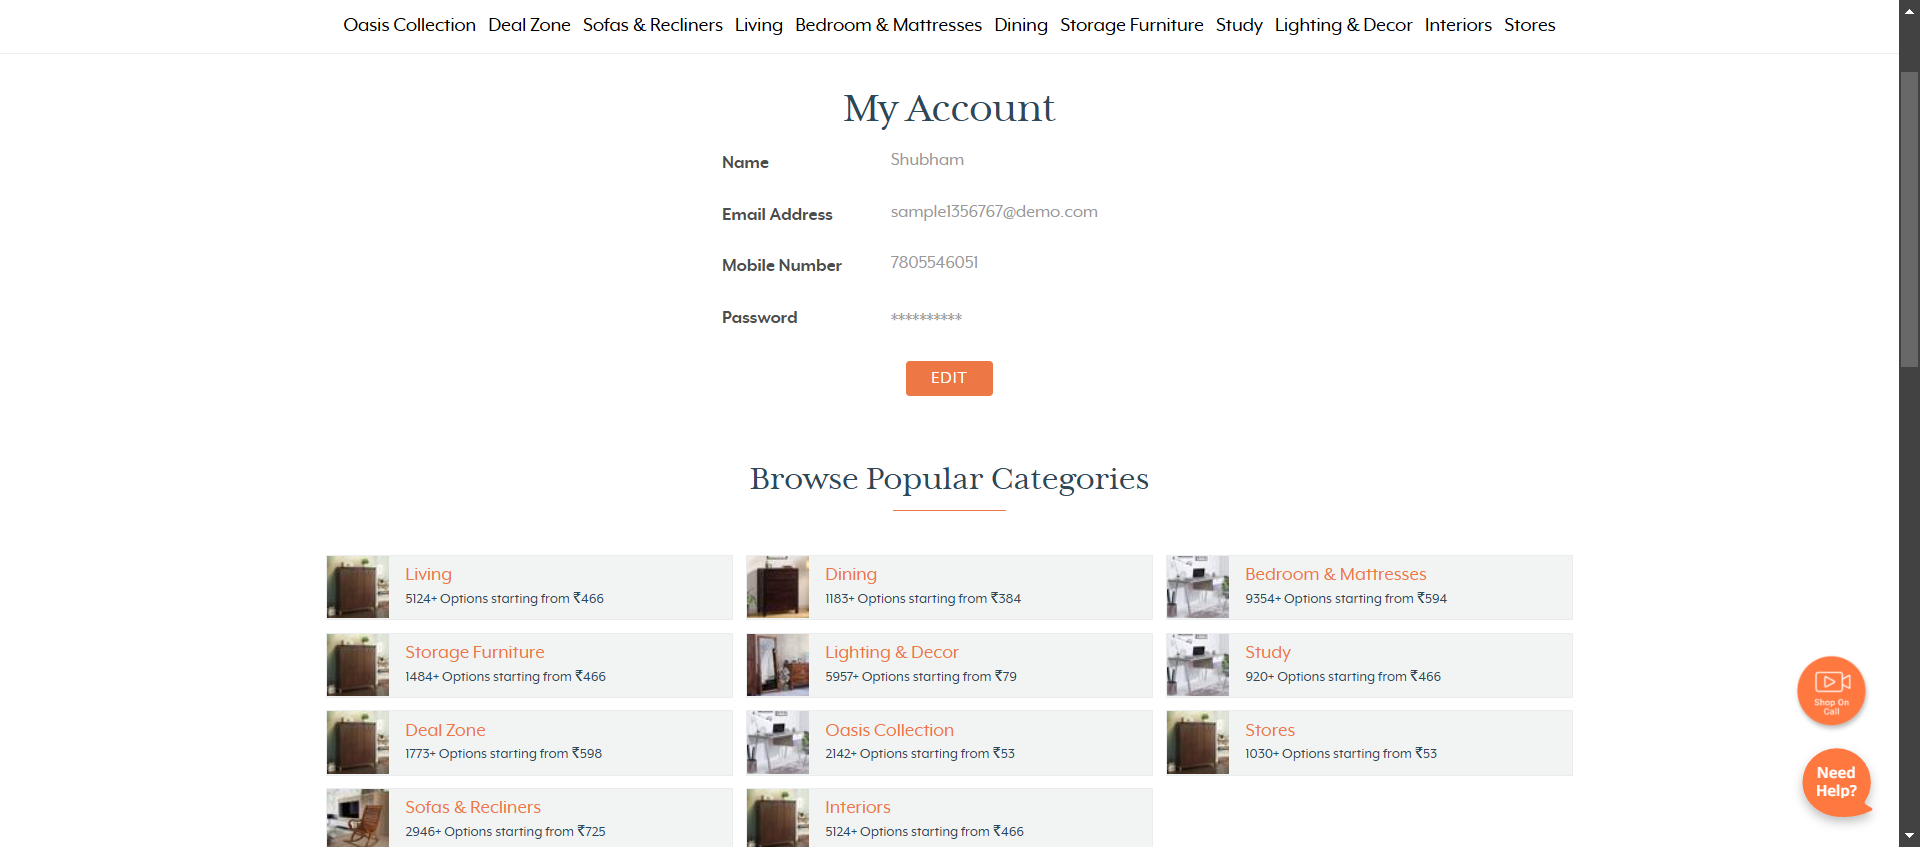 Oasis Collection Deal Zone Sofas & Recliners Living Bedroom & Mattresses Dining Storage Furniture Study Lighting & Decor Interiors Stores
My Account
Name Shubham
Email Address sample1356767@demo.com
Mobile Number 7805546051
Password **********
EDIT
Browse Popular Categories
Living
5124+ Options starting from ₹466
Dining
1183+ Options starting from ₹384
Bedroom & Mattresses
9354+ Options starting from ₹594
Storage Furniture
1484+ Options starting from ₹466
Lighting & Decor
5957+ Options starting from ₹79
Study
920+ Options starting from ₹466
Deal Zone
1773+ Options starting from ₹598
Oasis Collection
2142+ Options starting from ₹53
Stores
1030+ Options starting from ₹53
Sofas & Recliners
2946+ Options starting from ₹725
Interiors
5124+ Options starting from ₹466
Shop On
Call
Need
Help?